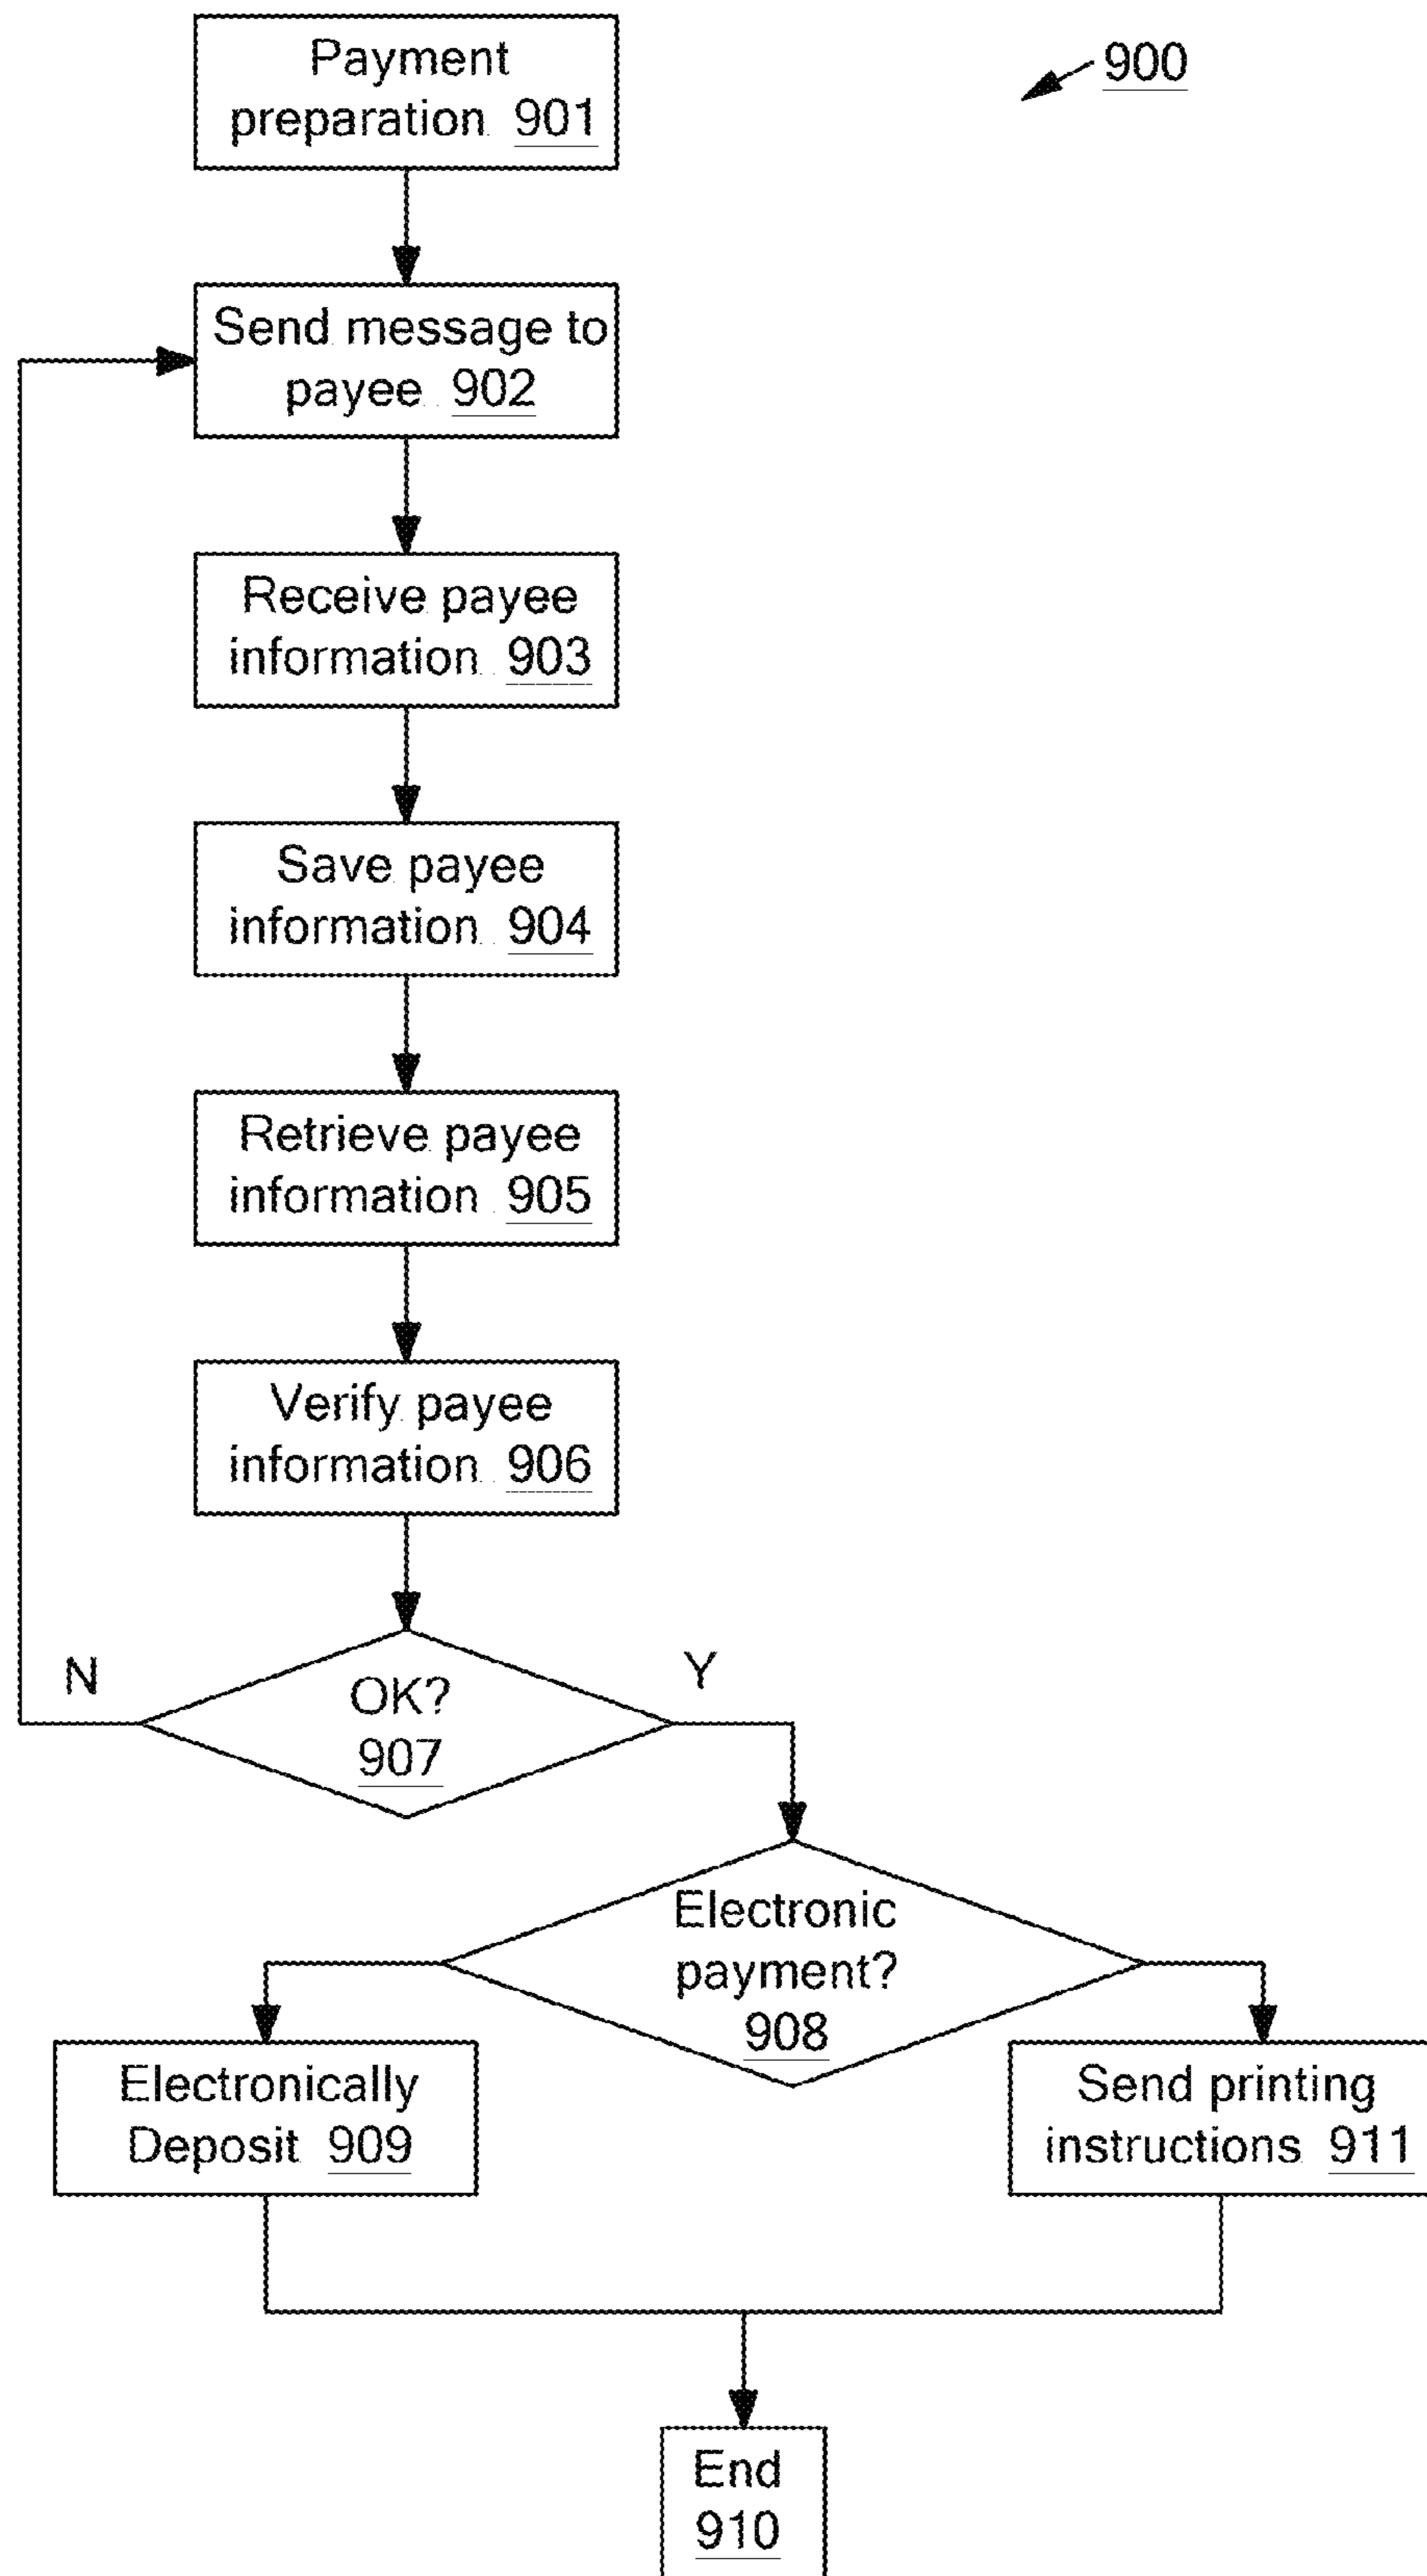 Payment
preparation 901
900
Send message to
payee 902
Receive payee
information 903
Save payee
information 904
Retrieve payee
information 905
Verify payee
information 906
N
Y
OK?
907
Electronic
payment?
908
Electronically
Deposit 909
Send printing
instructions 911
End
910